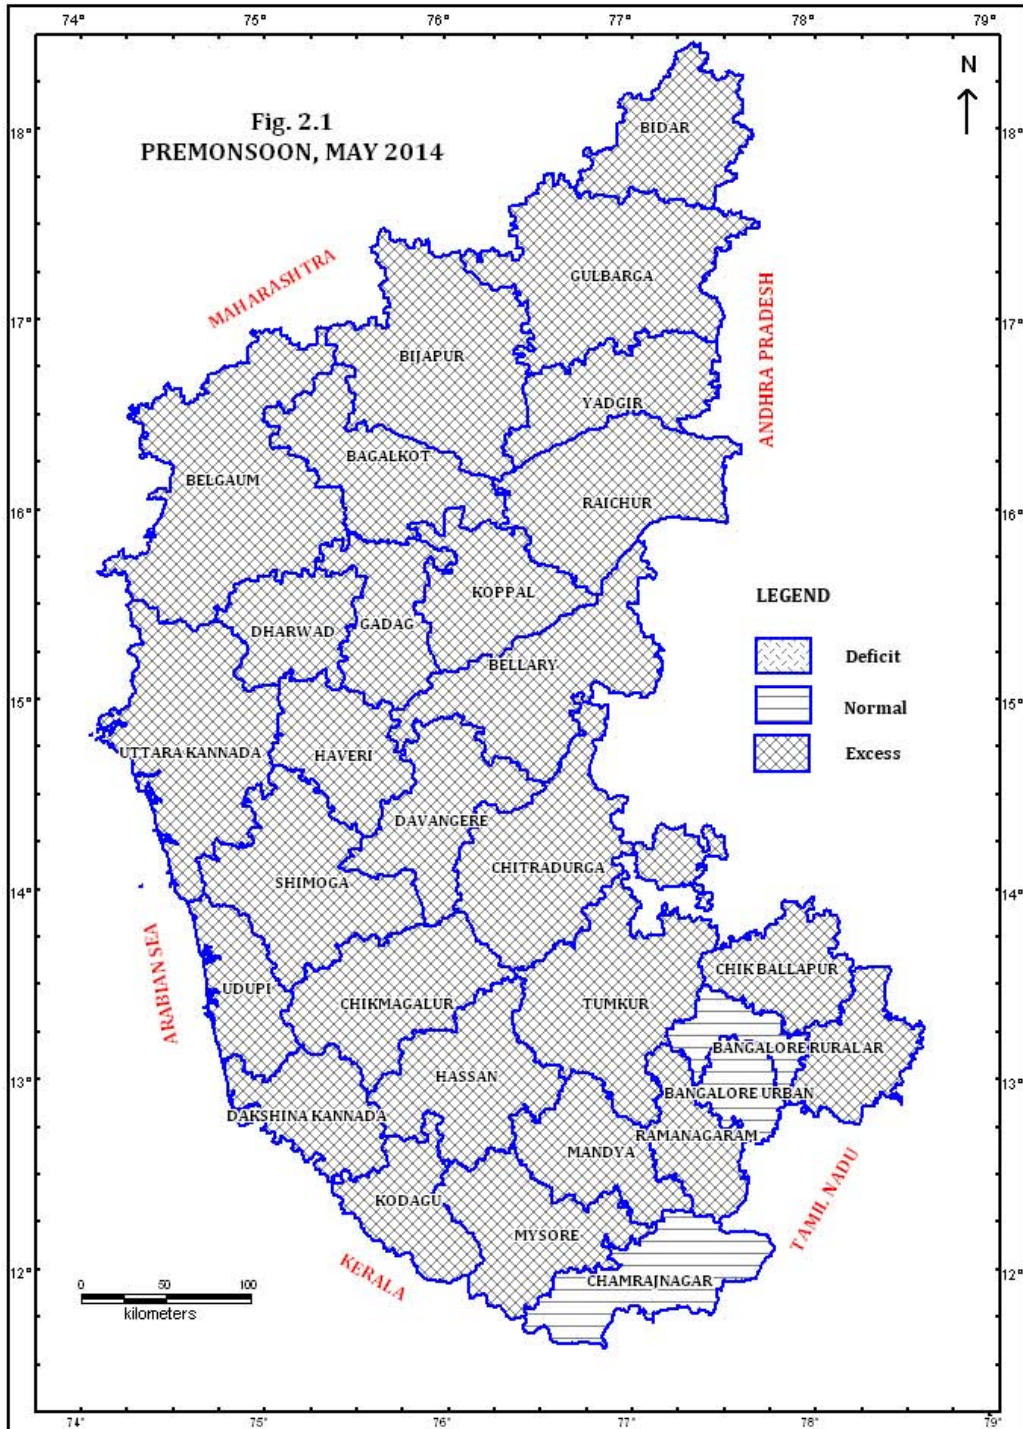 74° 75° 76° 77° 78° 79°
N
Fig. 2.1
PREMONSOON, MAY 2014
18°
18°
BIDAR
MAHARASHTRA
GULBARGA
ANDHRA PRADESH
17°
17°
BIJAPUR
YADGIR
BAGALKOT
BELGAUM
RAICHUR
16°
16°
KOPPAL
LEGEND
GADAG
DHARWAD
Deficit
BELLARY
15°
Normal
15°
UTTARA KANNADA
HAVERI
Excess
DAVANGERE
CHITRADURGA
SHIMOGA
14°
14°
ARABIAN SEA
CHIK BALLAPUR
UDUPI
CHIKMAGALUR
TUMKUR
BANGALORE RURALAR
HASSAN
13°
13°
BANGALORE URBAN
DAKSHINA KANNADA
RAMANAGARAM
MANDYA
TAMIL NADU
KODAGU
MYSORE
KERALA
12°
12°
CHAMRAJNAGAR
0 50 100
kilometers
74° 75° 76° 77° 78° 79°